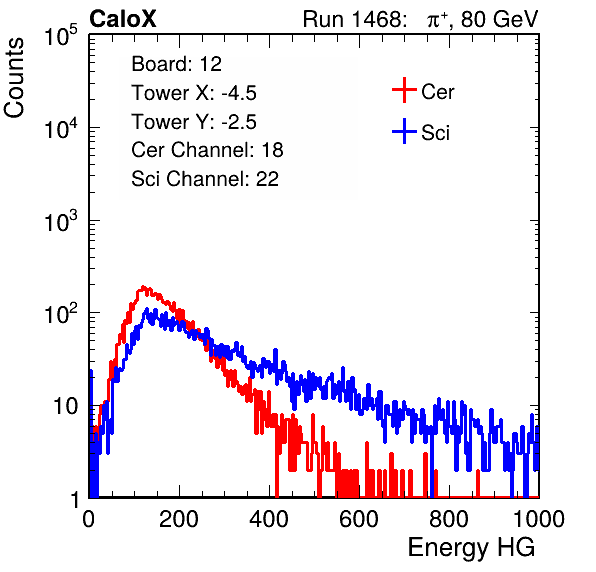 CaloX Run 1468: π⁺, 80 GeV
Counts
10⁵
10⁴
10³
10²
10
1
Board: 12
Tower X: -4.5
Tower Y: -2.5
Cer Channel: 18
Sci Channel: 22
Cer
Sci
0 200 400 600 800 1000
Energy HG